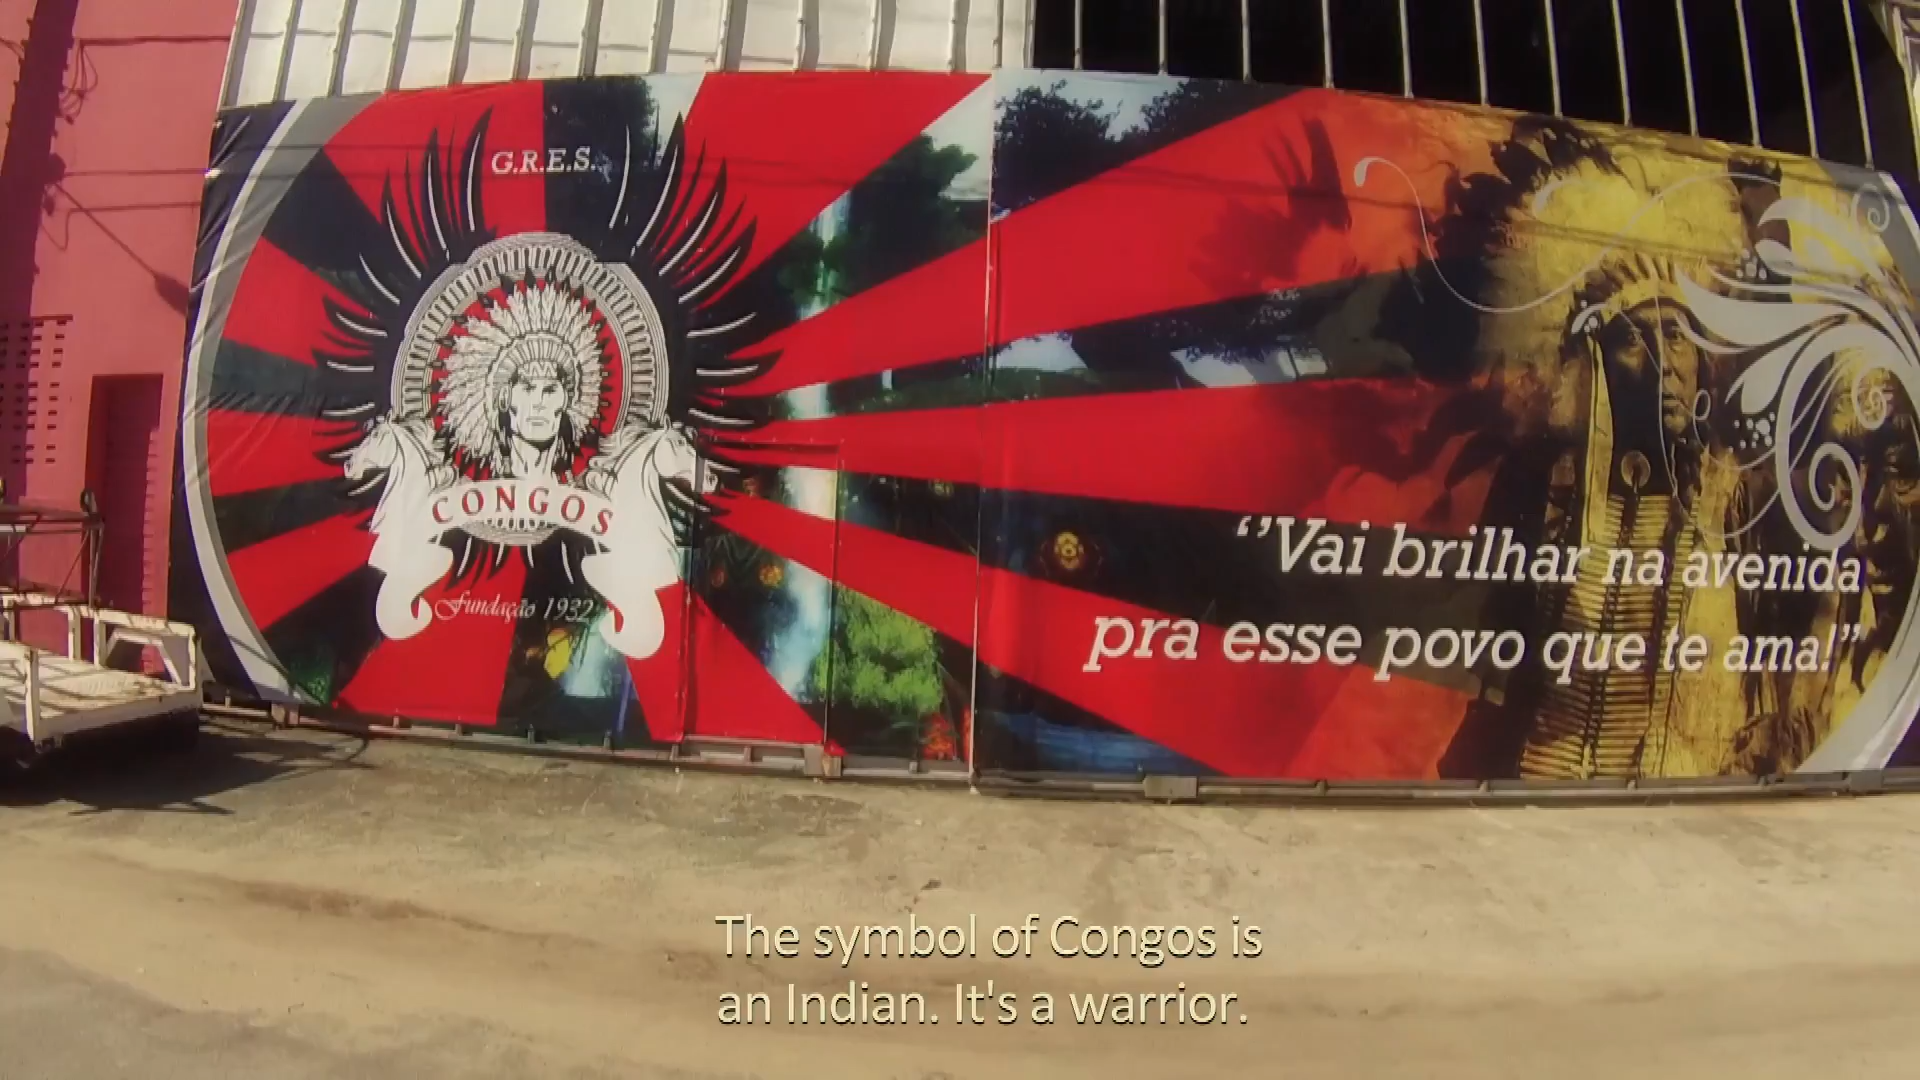 G.R.E.S.
CONGOS
Fundação 1932
‘’Vai brilhar na avenida
pra esse povo que te ama!”
The symbol of Congos is
an Indian. It's a warrior.